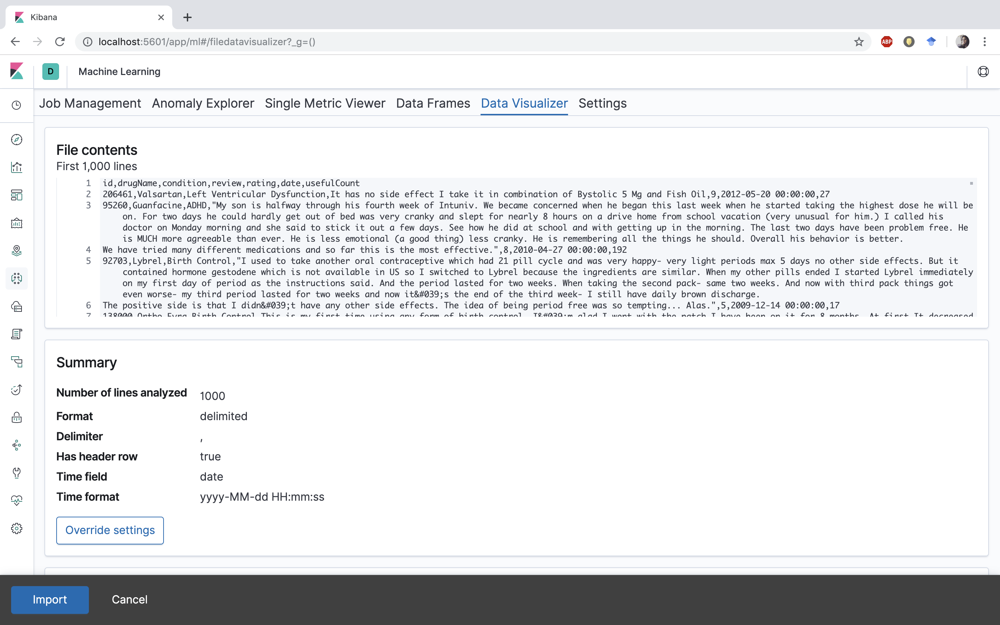 Kibana
localhost:5601/app/ml#/filedatavisualizer?_g=()
ABP
D
Machine Learning
Job Management Anomaly Explorer Single Metric Viewer Data Frames Data Visualizer Settings
File contents
First 1,000 lines
1 id,drugName,condition,review,rating,date,usefulCount
2 206461,Valsartan,Left Ventricular Dysfunction,It has no side effect I take it in combination of Bystolic 5 Mg and Fish Oil,9,2012-05-20 00:00:00,27
3 95260,Guanfacine,ADHD,"My son is halfway through his fourth week of Intuniv. We became concerned when he began this last week when he started taking the highest dose he will be
on. For two days he could hardly get out of bed was very cranky and slept for nearly 8 hours on a drive home from school vacation (very unusual for him.) I called his
doctor on Monday morning and she said to stick it out a few days. See how he did at school and with getting up in the morning. The last two days have been problem free. He
is MUCH more agreeable than ever. He is less emotional (a good thing) less cranky. He is remembering all the things he should. Overall his behavior is better.
4 We have tried many different medications and so far this is the most effective.",8,2010-04-27 00:00:00,192
5 92703,Lybrel,Birth Control,"I used to take another oral contraceptive which had 21 pill cycle and was very happy- very light periods max 5 days no other side effects. But it
contained hormone gestodene which is not available in US so I switched to Lybrel because the ingredients are similar. When my other pills ended I started Lybrel immediately
on my first day of period as the instructions said. And the period lasted for two weeks. When taking the second pack- same two weeks. And now with third pack things got
even worse- my third period lasted for two weeks and now it&#039;s the end of the third week- I still have daily brown discharge.
6 The positive side is that I didn&#039;t have any other side effects. The idea of being period free was so tempting... Alas.",5,2009-12-14 00:00:00,17
7 138000,Ortho Evra,Birth Control,This is my first time using any form of birth control. I&#039;m glad I went with the patch I have been on it for 8 months. At first It decreased
Summary
Number of lines analyzed 1000
Format delimited
Delimiter ,
Has header row true
Time field date
Time format yyyy-MM-dd HH:mm:ss
Override settings
Import Cancel